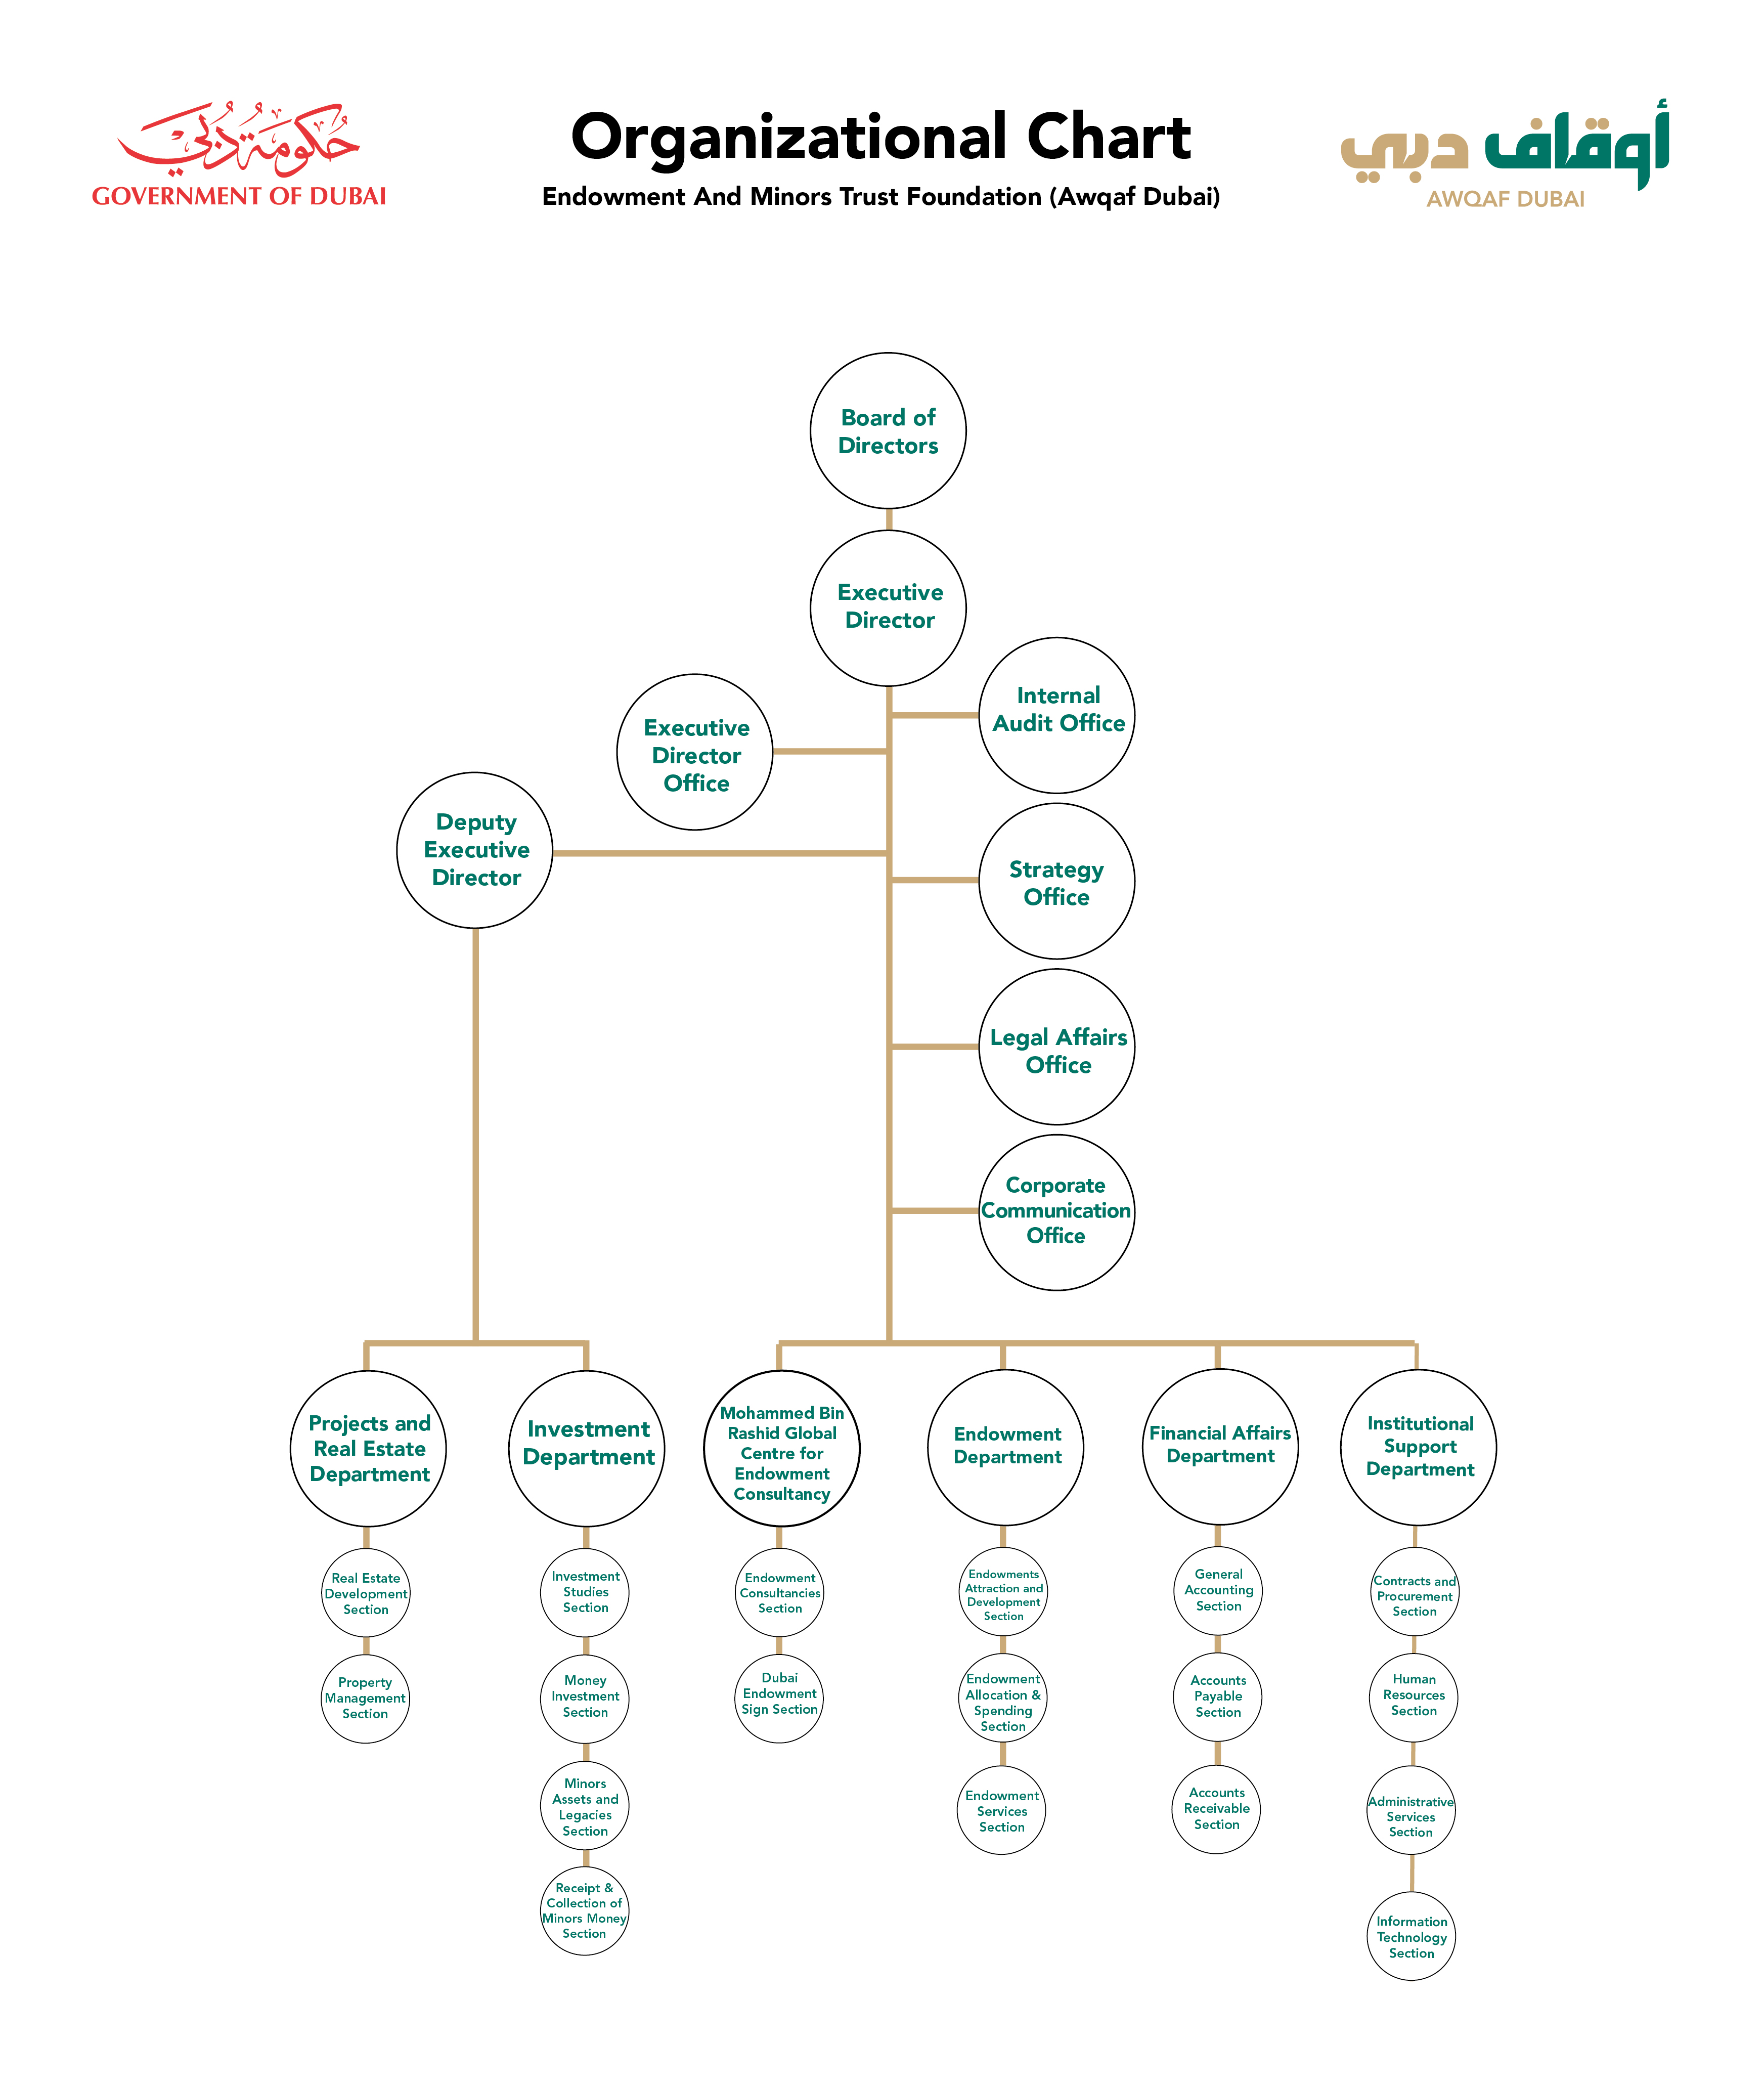 حكومة دبي
GOVERNMENT OF DUBAI
Organizational Chart
Endowment And Minors Trust Foundation (Awqaf Dubai)
أوقاف دبي
AWQAF DUBAI
Board of
Directors
Executive
Director
Internal
Audit Office
Executive
Director
Office
Deputy
Executive
Director
Strategy
Office
Legal Affairs
Office
Corporate
Communication
Office
Projects and
Real Estate
Department
Investment
Department
Mohammed Bin
Rashid Global
Centre for
Endowment
Consultancy
Endowment
Department
Financial Affairs
Department
Institutional
Support
Department
Real Estate
Development
Section
Investment
Studies
Section
Endowment
Consultancies
Section
Endowments
Attraction and
Development
Section
General
Accounting
Section
Contracts and
Procurement
Section
Property
Management
Section
Money
Investment
Section
Dubai
Endowment
Sign Section
Endowment
Allocation &
Spending
Section
Accounts
Payable
Section
Human
Resources
Section
Minors
Assets and
Legacies
Section
Endowment
Services
Section
Accounts
Receivable
Section
Administrative
Services
Section
Receipt &
Collection of
Minors Money
Section
Information
Technology
Section